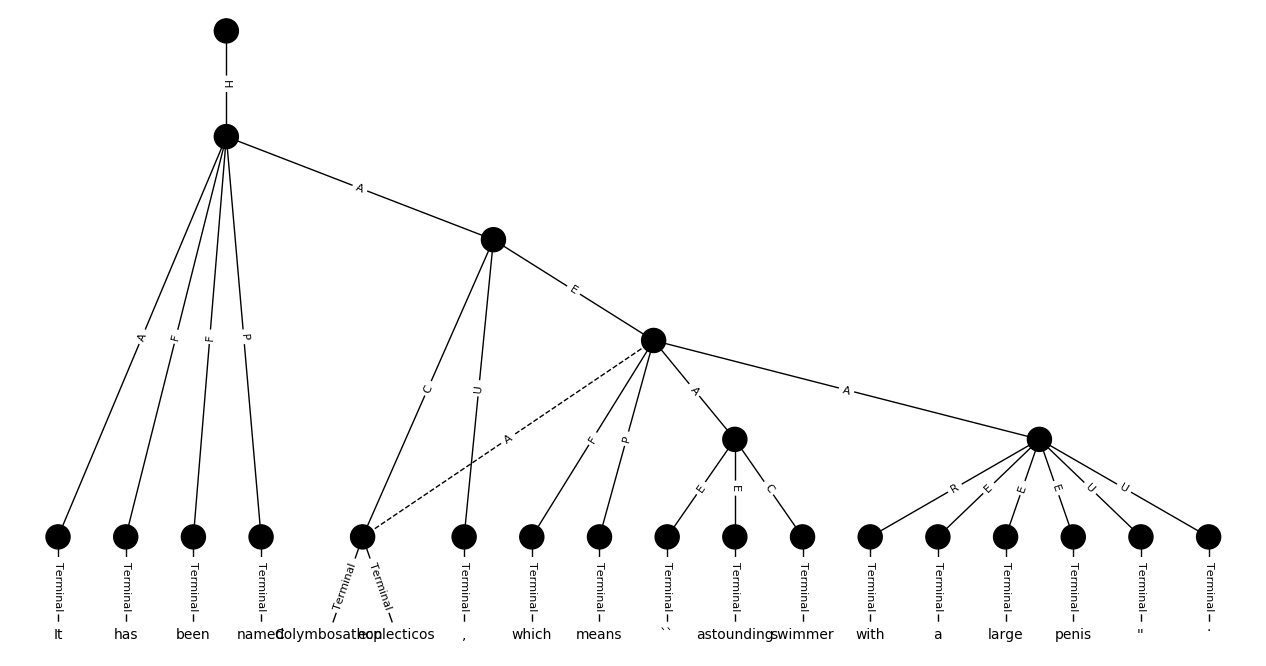 H
A
E
A F F P
C U
A F P A A
E E C
R E E E U U
Terminal Terminal Terminal Terminal Terminal Terminal Terminal Terminal Terminal Terminal Terminal Terminal Terminal Terminal Terminal Terminal Terminal Terminal
It has been named Colymbosathon ecplecticos , which means `` astounding swimmer with a large penis " .